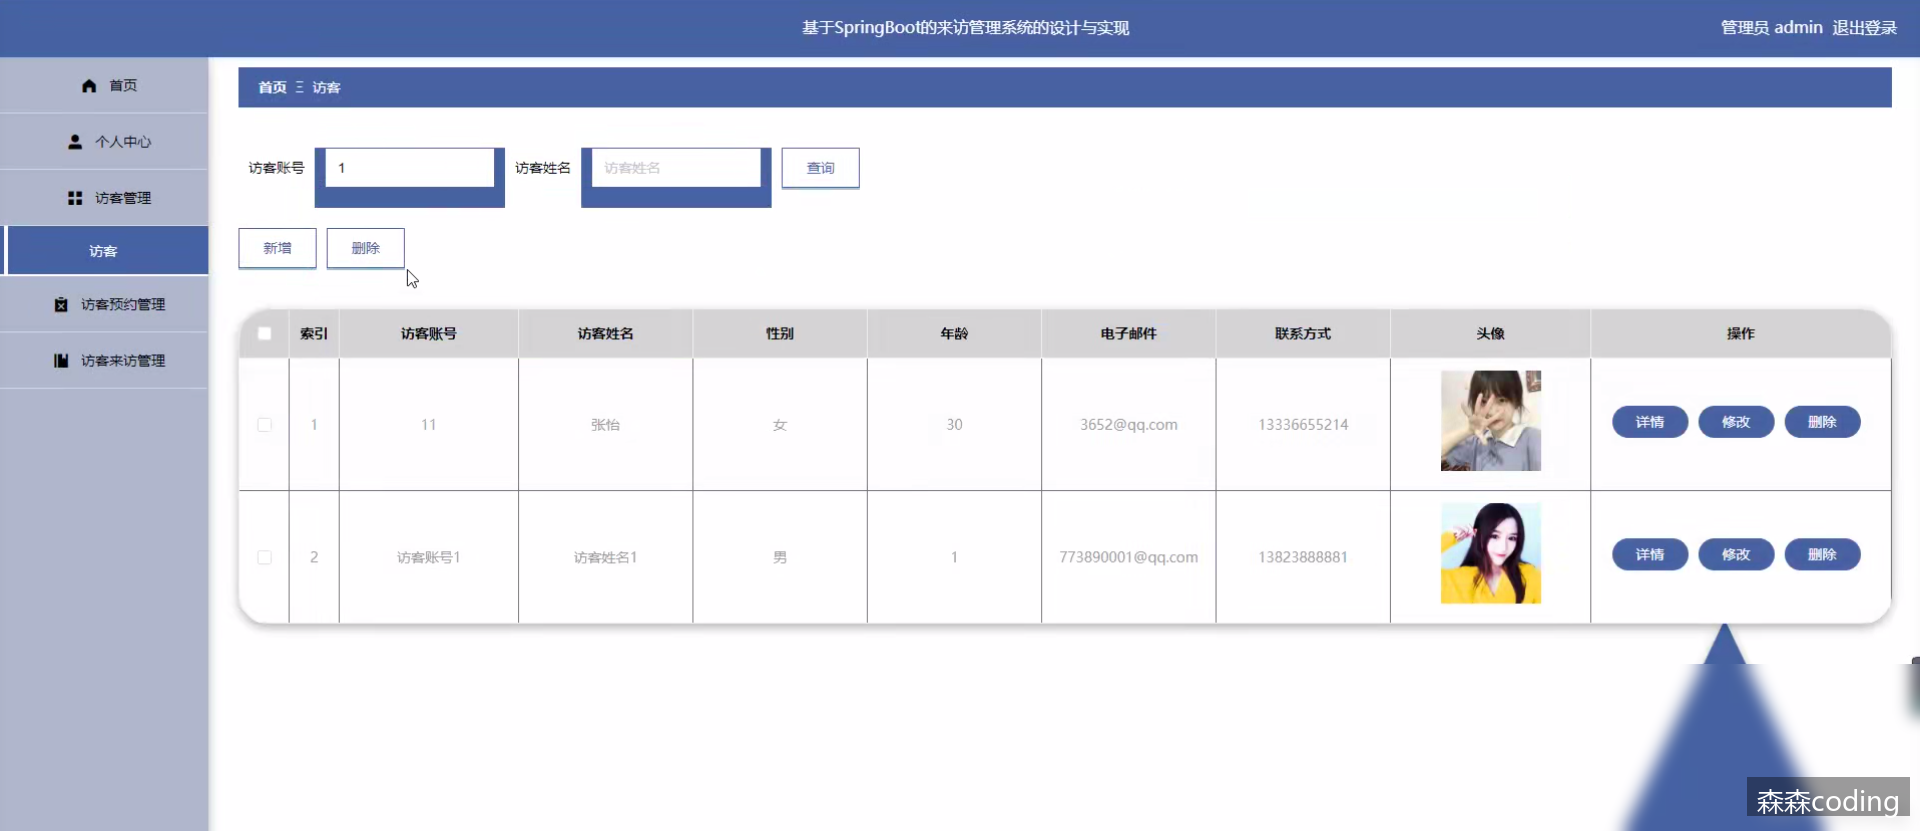 基于SpringBoot的来访管理系统的设计与实现
管理员 admin 退出登录
首页
个人中心
访客管理
访客
访客预约管理
访客来访管理
首页 Ξ 访客
访客账号 1 访客姓名 访客姓名 查询
新增 删除
索引 访客账号 访客姓名 性别 年龄 电子邮件 联系方式 头像 操作
1 11 张怡 女 30 3652@qq.com 13336655214 详情 修改 删除
2 访客账号1 访客姓名1 男 1 773890001@qq.com 13823888881 详情 修改 删除
森森coding